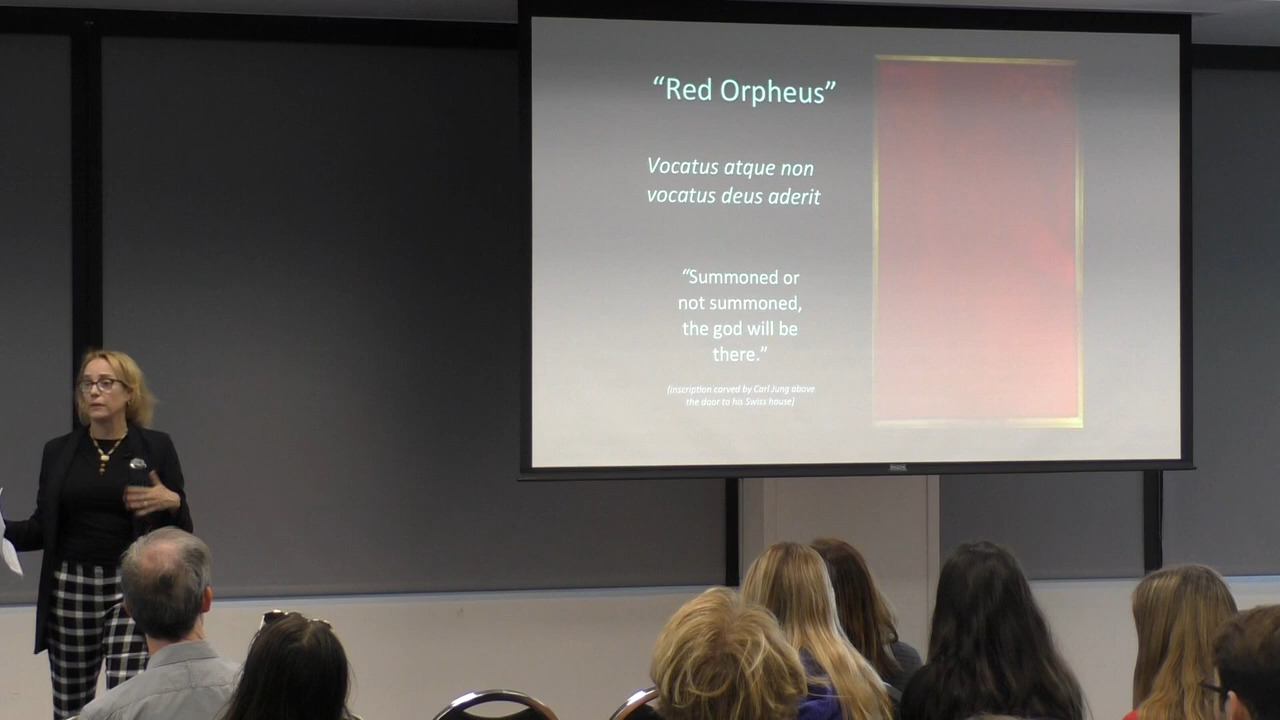 “Red Orpheus”
Vocatus atque non
vocatus deus aderit
“Summoned or
not summoned,
the god will be
there.”
(Inscription carved by Carl Jung above
the door to his Swiss house)